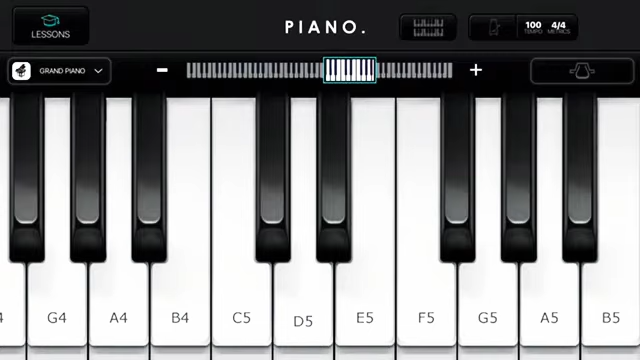 LESSONS
PIANO.
100 4/4
TEMPO METRICS
GRAND PIANO
− +
4 G4 A4 B4 C5 D5 E5 F5 G5 A5 B5